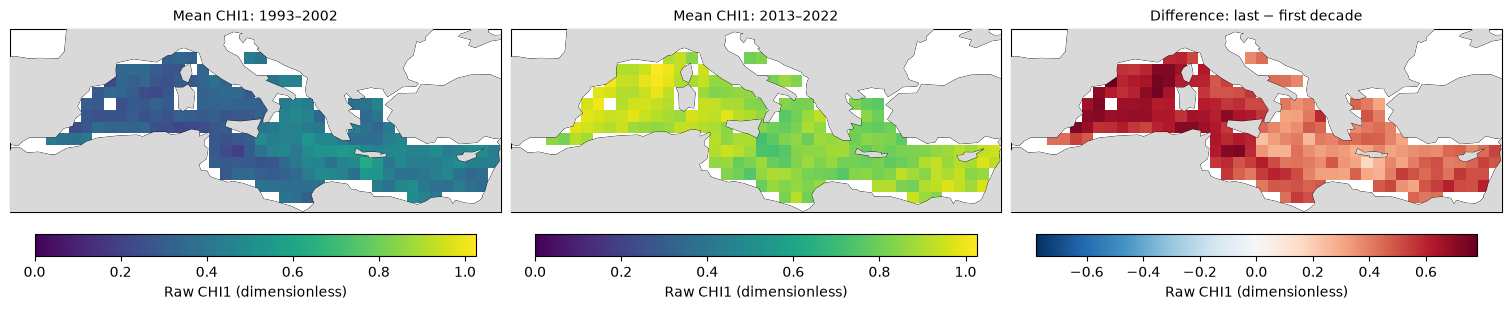 Mean CHI1: 1993–2002
Mean CHI1: 2013–2022
Difference: last − first decade
0.0 0.2 0.4 0.6 0.8 1.0
Raw CHI1 (dimensionless)
0.0 0.2 0.4 0.6 0.8 1.0
Raw CHI1 (dimensionless)
−0.6 −0.4 −0.2 0.0 0.2 0.4 0.6
Raw CHI1 (dimensionless)